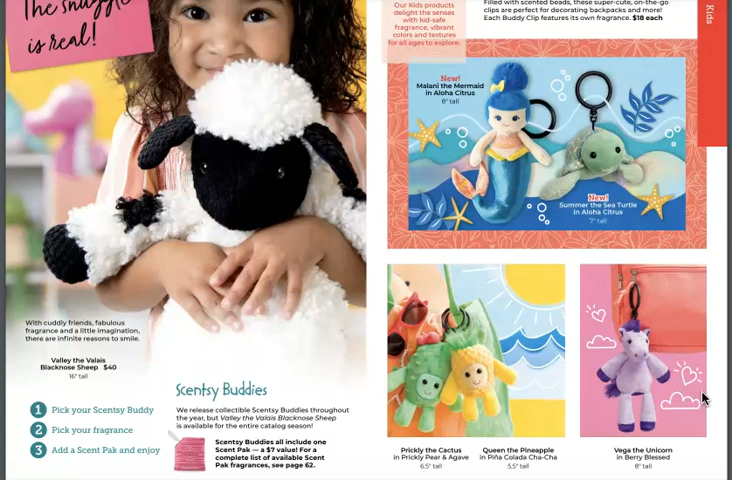 The snuggle
is real!
With cuddly friends, fabulous
fragrance and a little imagination,
there are infinite reasons to smile.
Valley the Valais
Blacknose Sheep $40
16" tall
1 Pick your Scentsy Buddy
2 Pick your fragrance
3 Add a Scent Pak and enjoy
Scentsy Buddies
We release collectible Scentsy Buddies throughout
the year, but Valley the Valais Blacknose Sheep
is available for the entire catalog season!
Scentsy Buddies all include one
Scent Pak — a $7 value! For a
complete list of available Scent
Pak fragrances, see page 62.
Our Kids products
delight the senses
with kid-safe
fragrance, vibrant
colors and textures
for all ages to explore.
Filled with scented beads, these super-cute, on-the-go
clips are perfect for decorating backpacks and more!
Each Buddy Clip features its own fragrance. $18 each
Kids
New!
Malani the Mermaid
in Aloha Citrus
8" tall
New!
Summer the Sea Turtle
in Aloha Citrus
7" tall
Prickly the Cactus
in Prickly Pear & Agave
6.5" tall
Queen the Pineapple
in Piña Colada Cha-Cha
5.5" tall
Vega the Unicorn
in Berry Blessed
8" tall